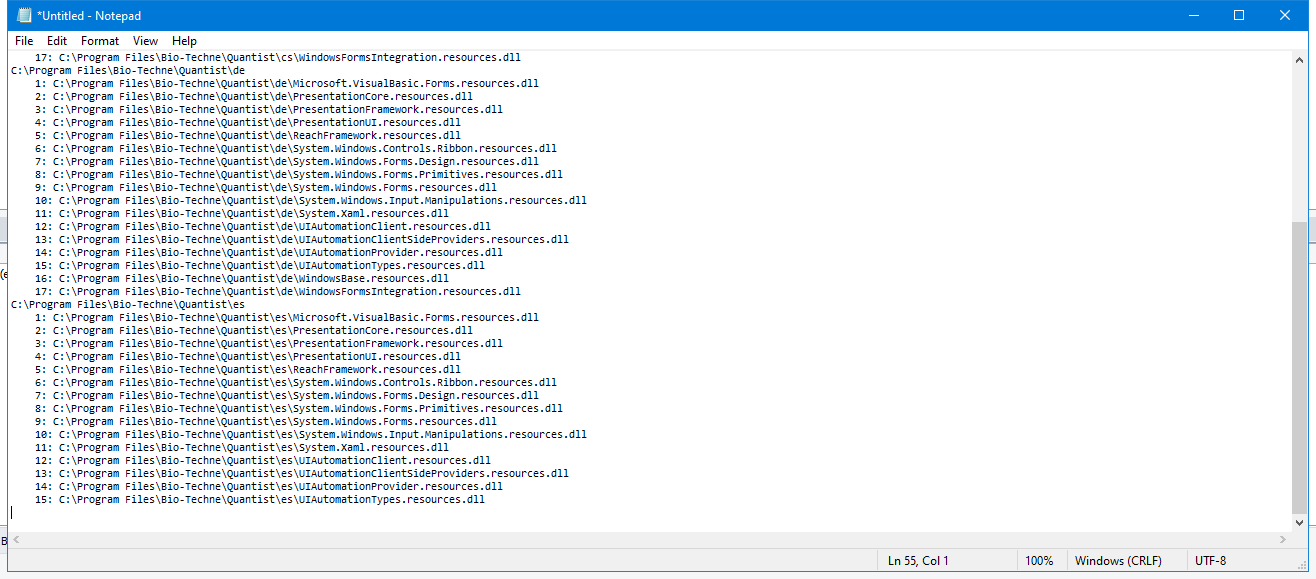 *Untitled - Notepad
File Edit Format View Help
17: C:\Program Files\Bio-Techne\Quantist\cs\WindowsFormsIntegration.resources.dll
C:\Program Files\Bio-Techne\Quantist\de
1: C:\Program Files\Bio-Techne\Quantist\de\Microsoft.VisualBasic.Forms.resources.dll
2: C:\Program Files\Bio-Techne\Quantist\de\PresentationCore.resources.dll
3: C:\Program Files\Bio-Techne\Quantist\de\PresentationFramework.resources.dll
4: C:\Program Files\Bio-Techne\Quantist\de\PresentationUI.resources.dll
5: C:\Program Files\Bio-Techne\Quantist\de\ReachFramework.resources.dll
6: C:\Program Files\Bio-Techne\Quantist\de\System.Windows.Controls.Ribbon.resources.dll
7: C:\Program Files\Bio-Techne\Quantist\de\System.Windows.Forms.Design.resources.dll
8: C:\Program Files\Bio-Techne\Quantist\de\System.Windows.Forms.Primitives.resources.dll
9: C:\Program Files\Bio-Techne\Quantist\de\System.Windows.Forms.resources.dll
10: C:\Program Files\Bio-Techne\Quantist\de\System.Windows.Input.Manipulations.resources.dll
11: C:\Program Files\Bio-Techne\Quantist\de\System.Xaml.resources.dll
12: C:\Program Files\Bio-Techne\Quantist\de\UIAutomationClient.resources.dll
13: C:\Program Files\Bio-Techne\Quantist\de\UIAutomationClientSideProviders.resources.dll
14: C:\Program Files\Bio-Techne\Quantist\de\UIAutomationProvider.resources.dll
15: C:\Program Files\Bio-Techne\Quantist\de\UIAutomationTypes.resources.dll
16: C:\Program Files\Bio-Techne\Quantist\de\WindowsBase.resources.dll
17: C:\Program Files\Bio-Techne\Quantist\de\WindowsFormsIntegration.resources.dll
C:\Program Files\Bio-Techne\Quantist\es
1: C:\Program Files\Bio-Techne\Quantist\es\Microsoft.VisualBasic.Forms.resources.dll
2: C:\Program Files\Bio-Techne\Quantist\es\PresentationCore.resources.dll
3: C:\Program Files\Bio-Techne\Quantist\es\PresentationFramework.resources.dll
4: C:\Program Files\Bio-Techne\Quantist\es\PresentationUI.resources.dll
5: C:\Program Files\Bio-Techne\Quantist\es\ReachFramework.resources.dll
6: C:\Program Files\Bio-Techne\Quantist\es\System.Windows.Controls.Ribbon.resources.dll
7: C:\Program Files\Bio-Techne\Quantist\es\System.Windows.Forms.Design.resources.dll
8: C:\Program Files\Bio-Techne\Quantist\es\System.Windows.Forms.Primitives.resources.dll
9: C:\Program Files\Bio-Techne\Quantist\es\System.Windows.Forms.resources.dll
10: C:\Program Files\Bio-Techne\Quantist\es\System.Windows.Input.Manipulations.resources.dll
11: C:\Program Files\Bio-Techne\Quantist\es\System.Xaml.resources.dll
12: C:\Program Files\Bio-Techne\Quantist\es\UIAutomationClient.resources.dll
13: C:\Program Files\Bio-Techne\Quantist\es\UIAutomationClientSideProviders.resources.dll
14: C:\Program Files\Bio-Techne\Quantist\es\UIAutomationProvider.resources.dll
15: C:\Program Files\Bio-Techne\Quantist\es\UIAutomationTypes.resources.dll
Ln 55, Col 1 100% Windows (CRLF) UTF-8